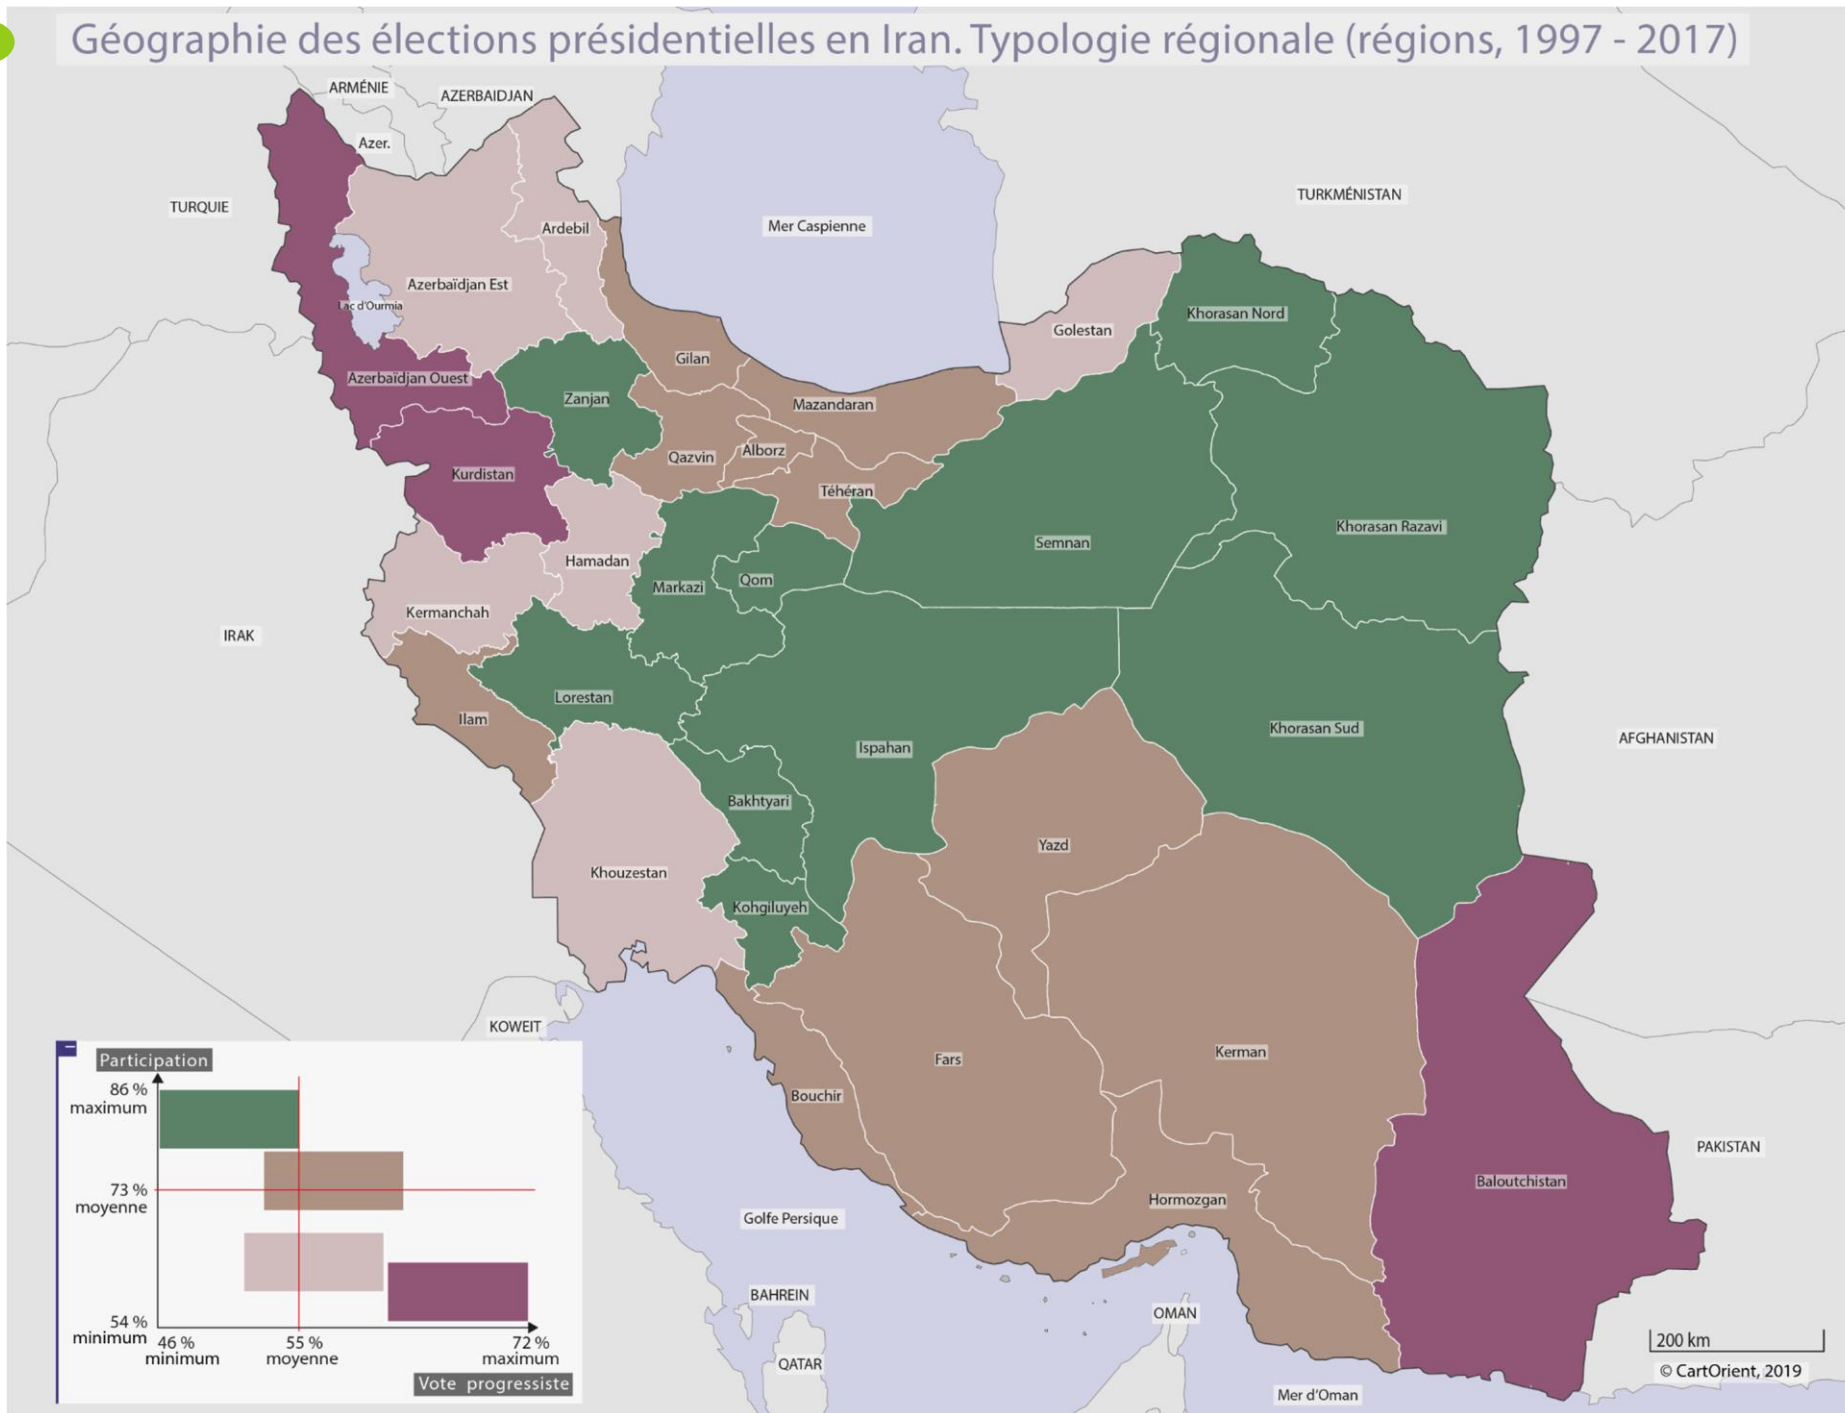 Géographie des élections présidentielles en Iran. Typologie régionale (régions, 1997 - 2017)
ARMÉNIE
AZERBAIDJAN
Azer.
TURKMÉNISTAN
TURQUIE
Mer Caspienne
Ardebil
Azerbaïdjan Est
Lac d'Ourmia
Khorasan Nord
Golestan
Gilan
Azerbaïdjan Ouest
Zanjan
Mazandaran
Alborz
Qazvin
Kurdistan
Téhéran
Khorasan Razavi
Semnan
Hamadan
Qom
Markazi
Kermanchah
IRAK
Lorestan
Ilam
Khorasan Sud
AFGHANISTAN
Ispahan
Bakhtyari
Yazd
Khouzestan
Kohgiluyeh
KOWEIT
Kerman
Fars
Bouchir
PAKISTAN
Baloutchistan
Hormozgan
Golfe Persique
BAHREIN
OMAN
QATAR
Mer d'Oman
Participation
86 %
maximum
73 %
moyenne
54 %
minimum
46 %
minimum
55 %
moyenne
72 %
maximum
Vote progressiste
200 km
© CartOrient, 2019